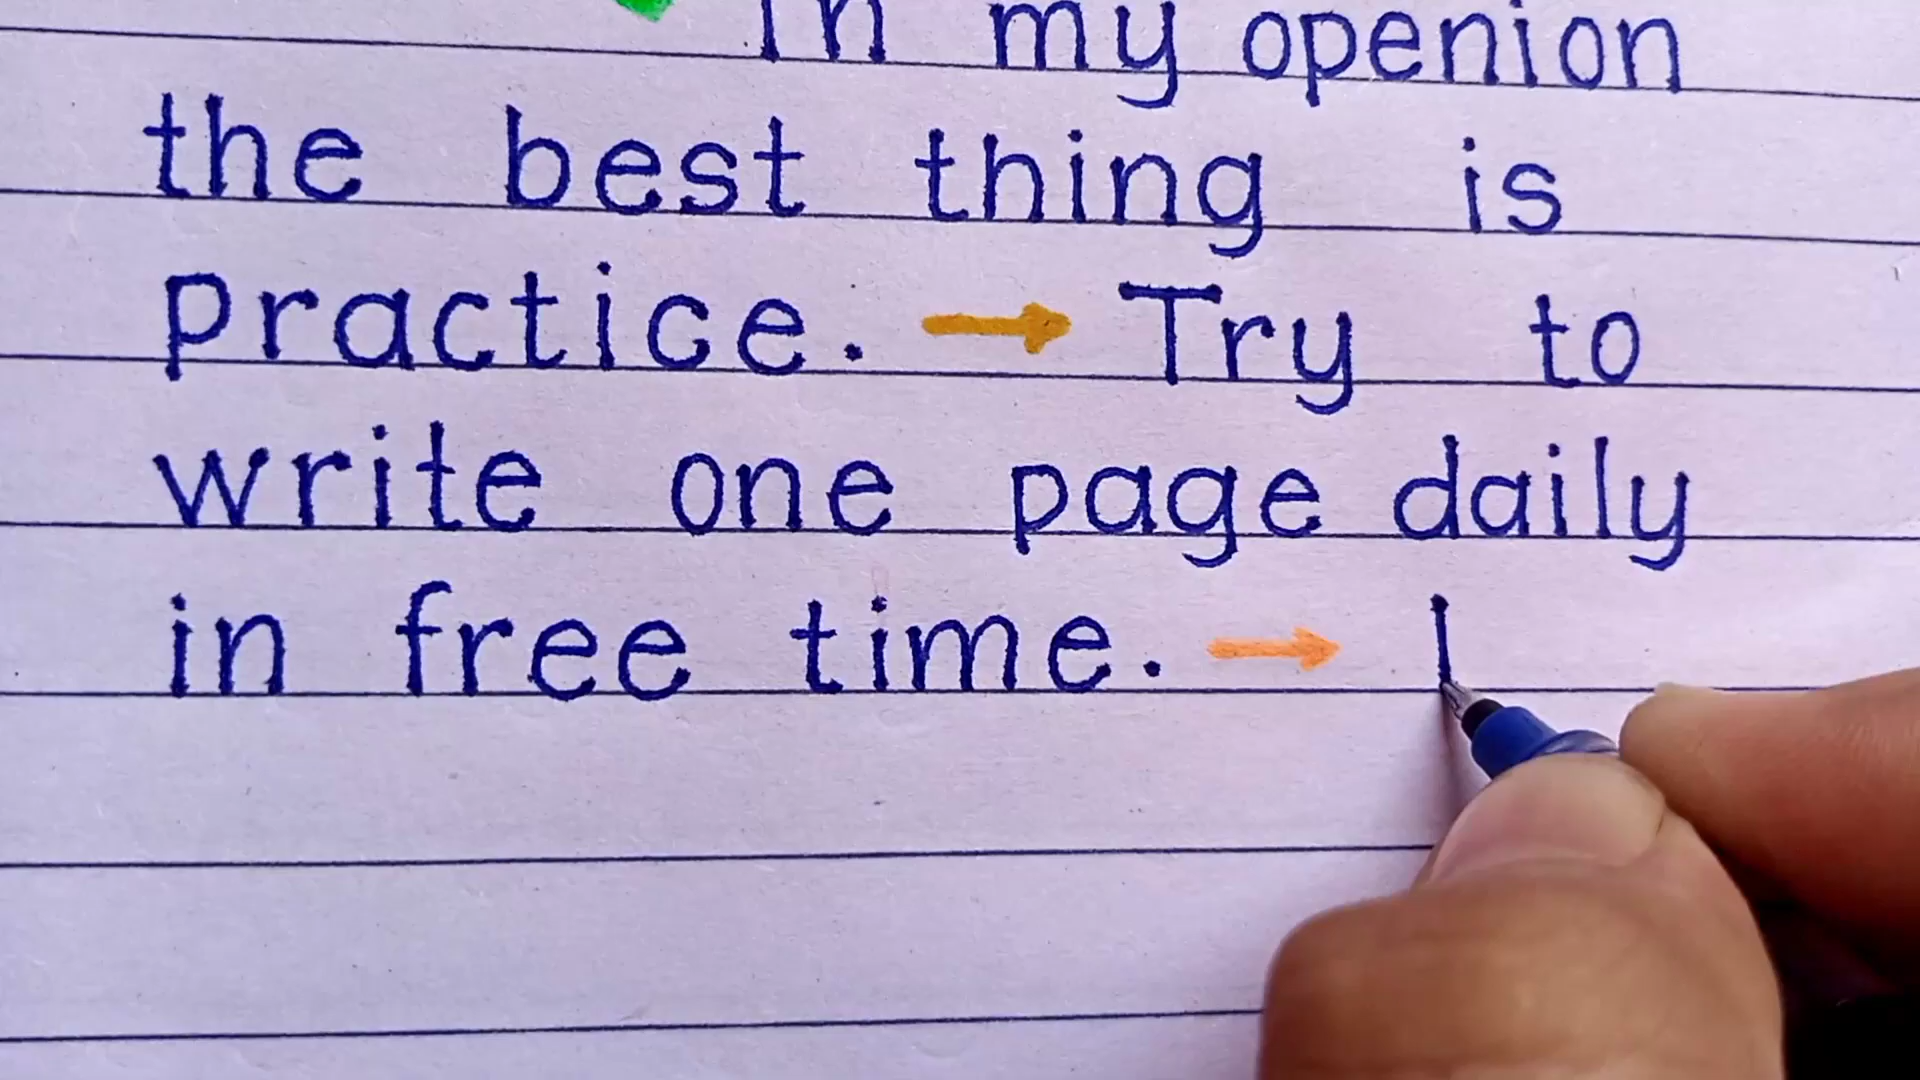 In my openion
the best thing is
practice. → Try to
write one page daily
in free time. →